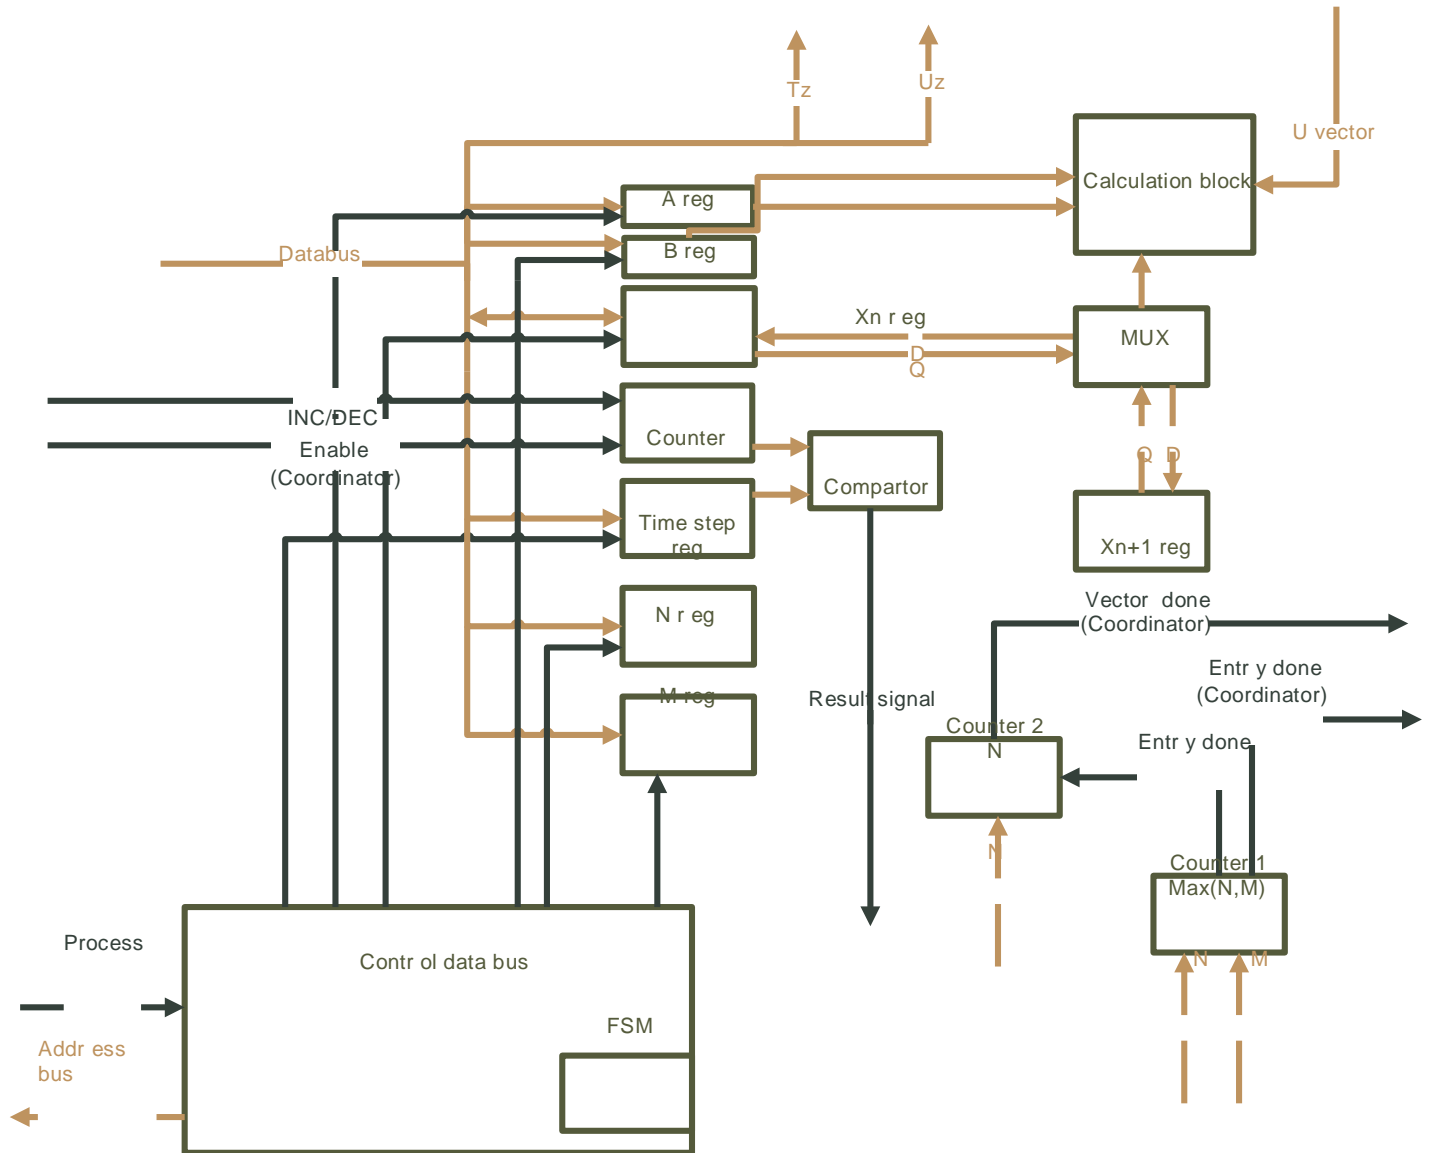 Tz
Uz
U vector
Calculation block
A reg
B reg
Databus
Xn r eg
D
Q
MUX
INC/DEC
Enable
(Coordinator)
Counter
Compartor
Q D
Time step
reg
Xn+1 reg
N r eg
Vector done
(Coordinator)
Entr y done
(Coordinator)
M reg
Result signal
Counter 2
N
Entr y done
N
Counter 1
Max(N,M)
N M
Process
Contr ol data bus
FSM
Addr ess
bus